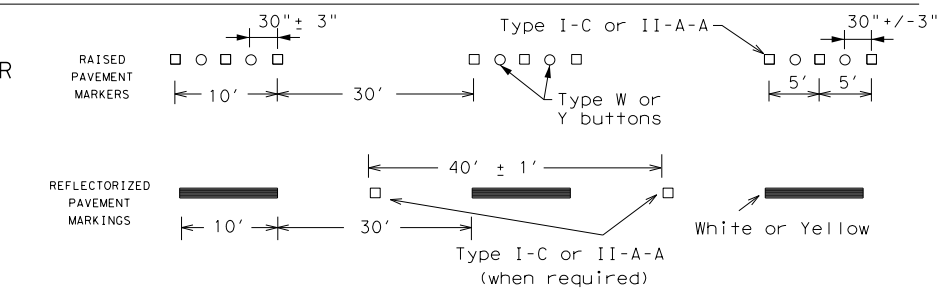 30"± 3"
Type I-C or II-A-A
30"+/-3"
R
RAISED
PAVEMENT
MARKERS
10'
30'
5'
5'
Type W or
Y buttons
40' ± 1'
REFLECTORIZED
PAVEMENT
MARKINGS
10'
30'
White or Yellow
Type I-C or II-A-A
(when required)